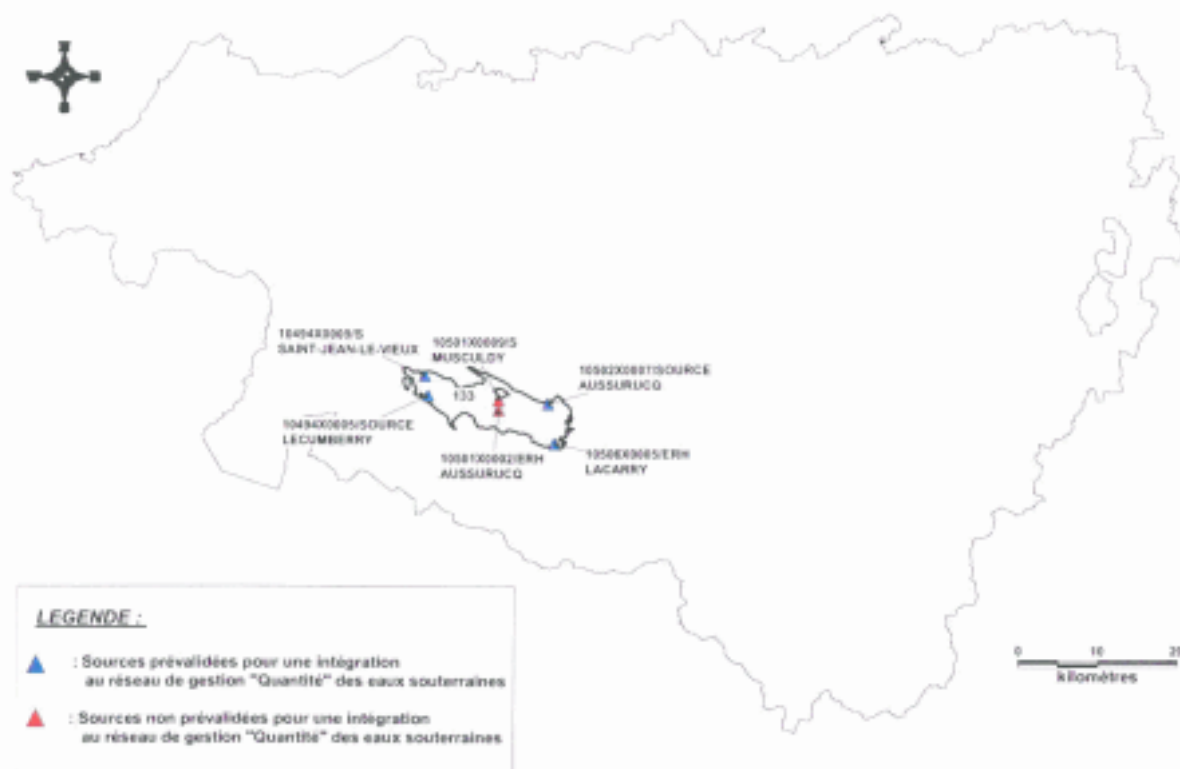 10494X0009/S
SAINT-JEAN-LE-VIEUX
10501X0009/S
MUSCULDY
10502X0007/SOURCE
AUSSURUCQ
133
10494X0005/SOURCE
LECUMBERRY
10501X0002/ERH
AUSSURUCQ
10506X0005/ERH
LACARRY
LEGENDE :
: Sources prévalidées pour une intégration
au réseau de gestion "Quantité" des eaux souterraines
: Sources non prévalidées pour une intégration
au réseau de gestion "Quantité" des eaux souterraines
0 10
kilomètres